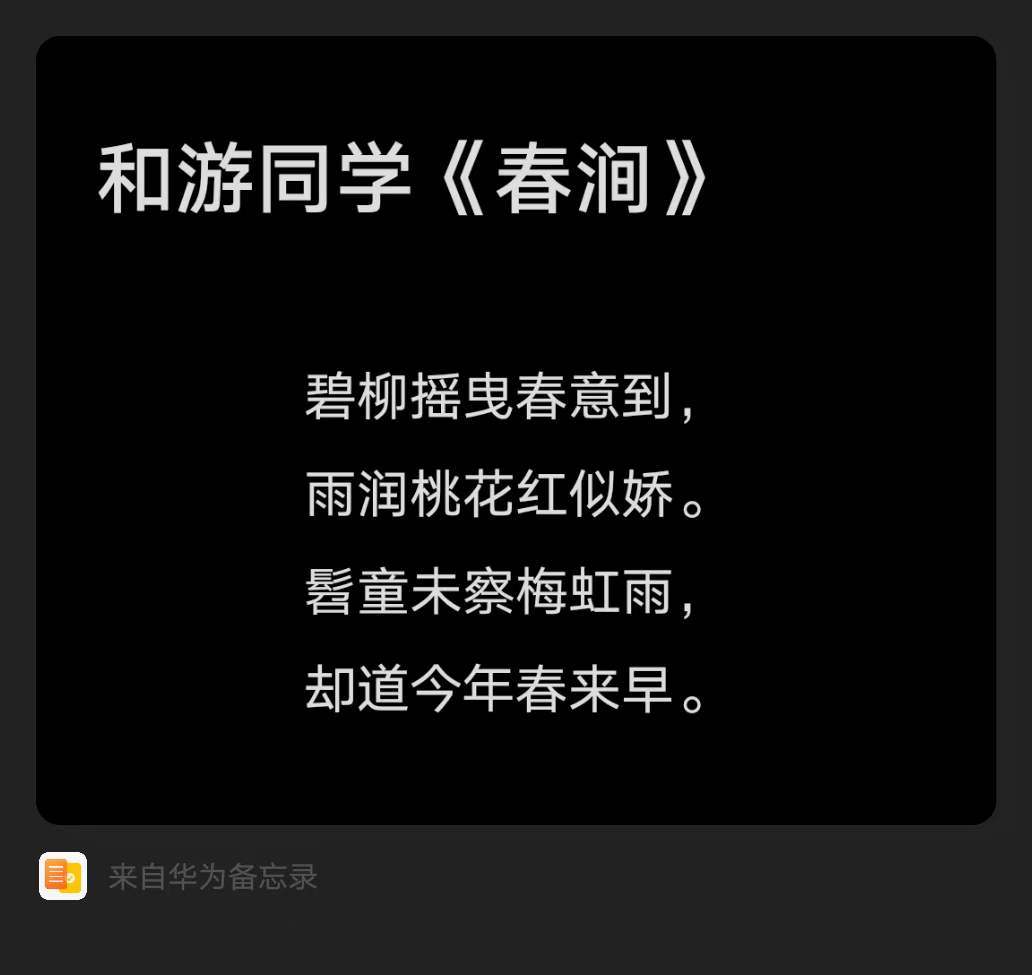 和游同学《春涧》
碧柳摇曳春意到，
雨润桃花红似娇。
髫童未察梅虹雨，
却道今年春来早。
来自华为备忘录